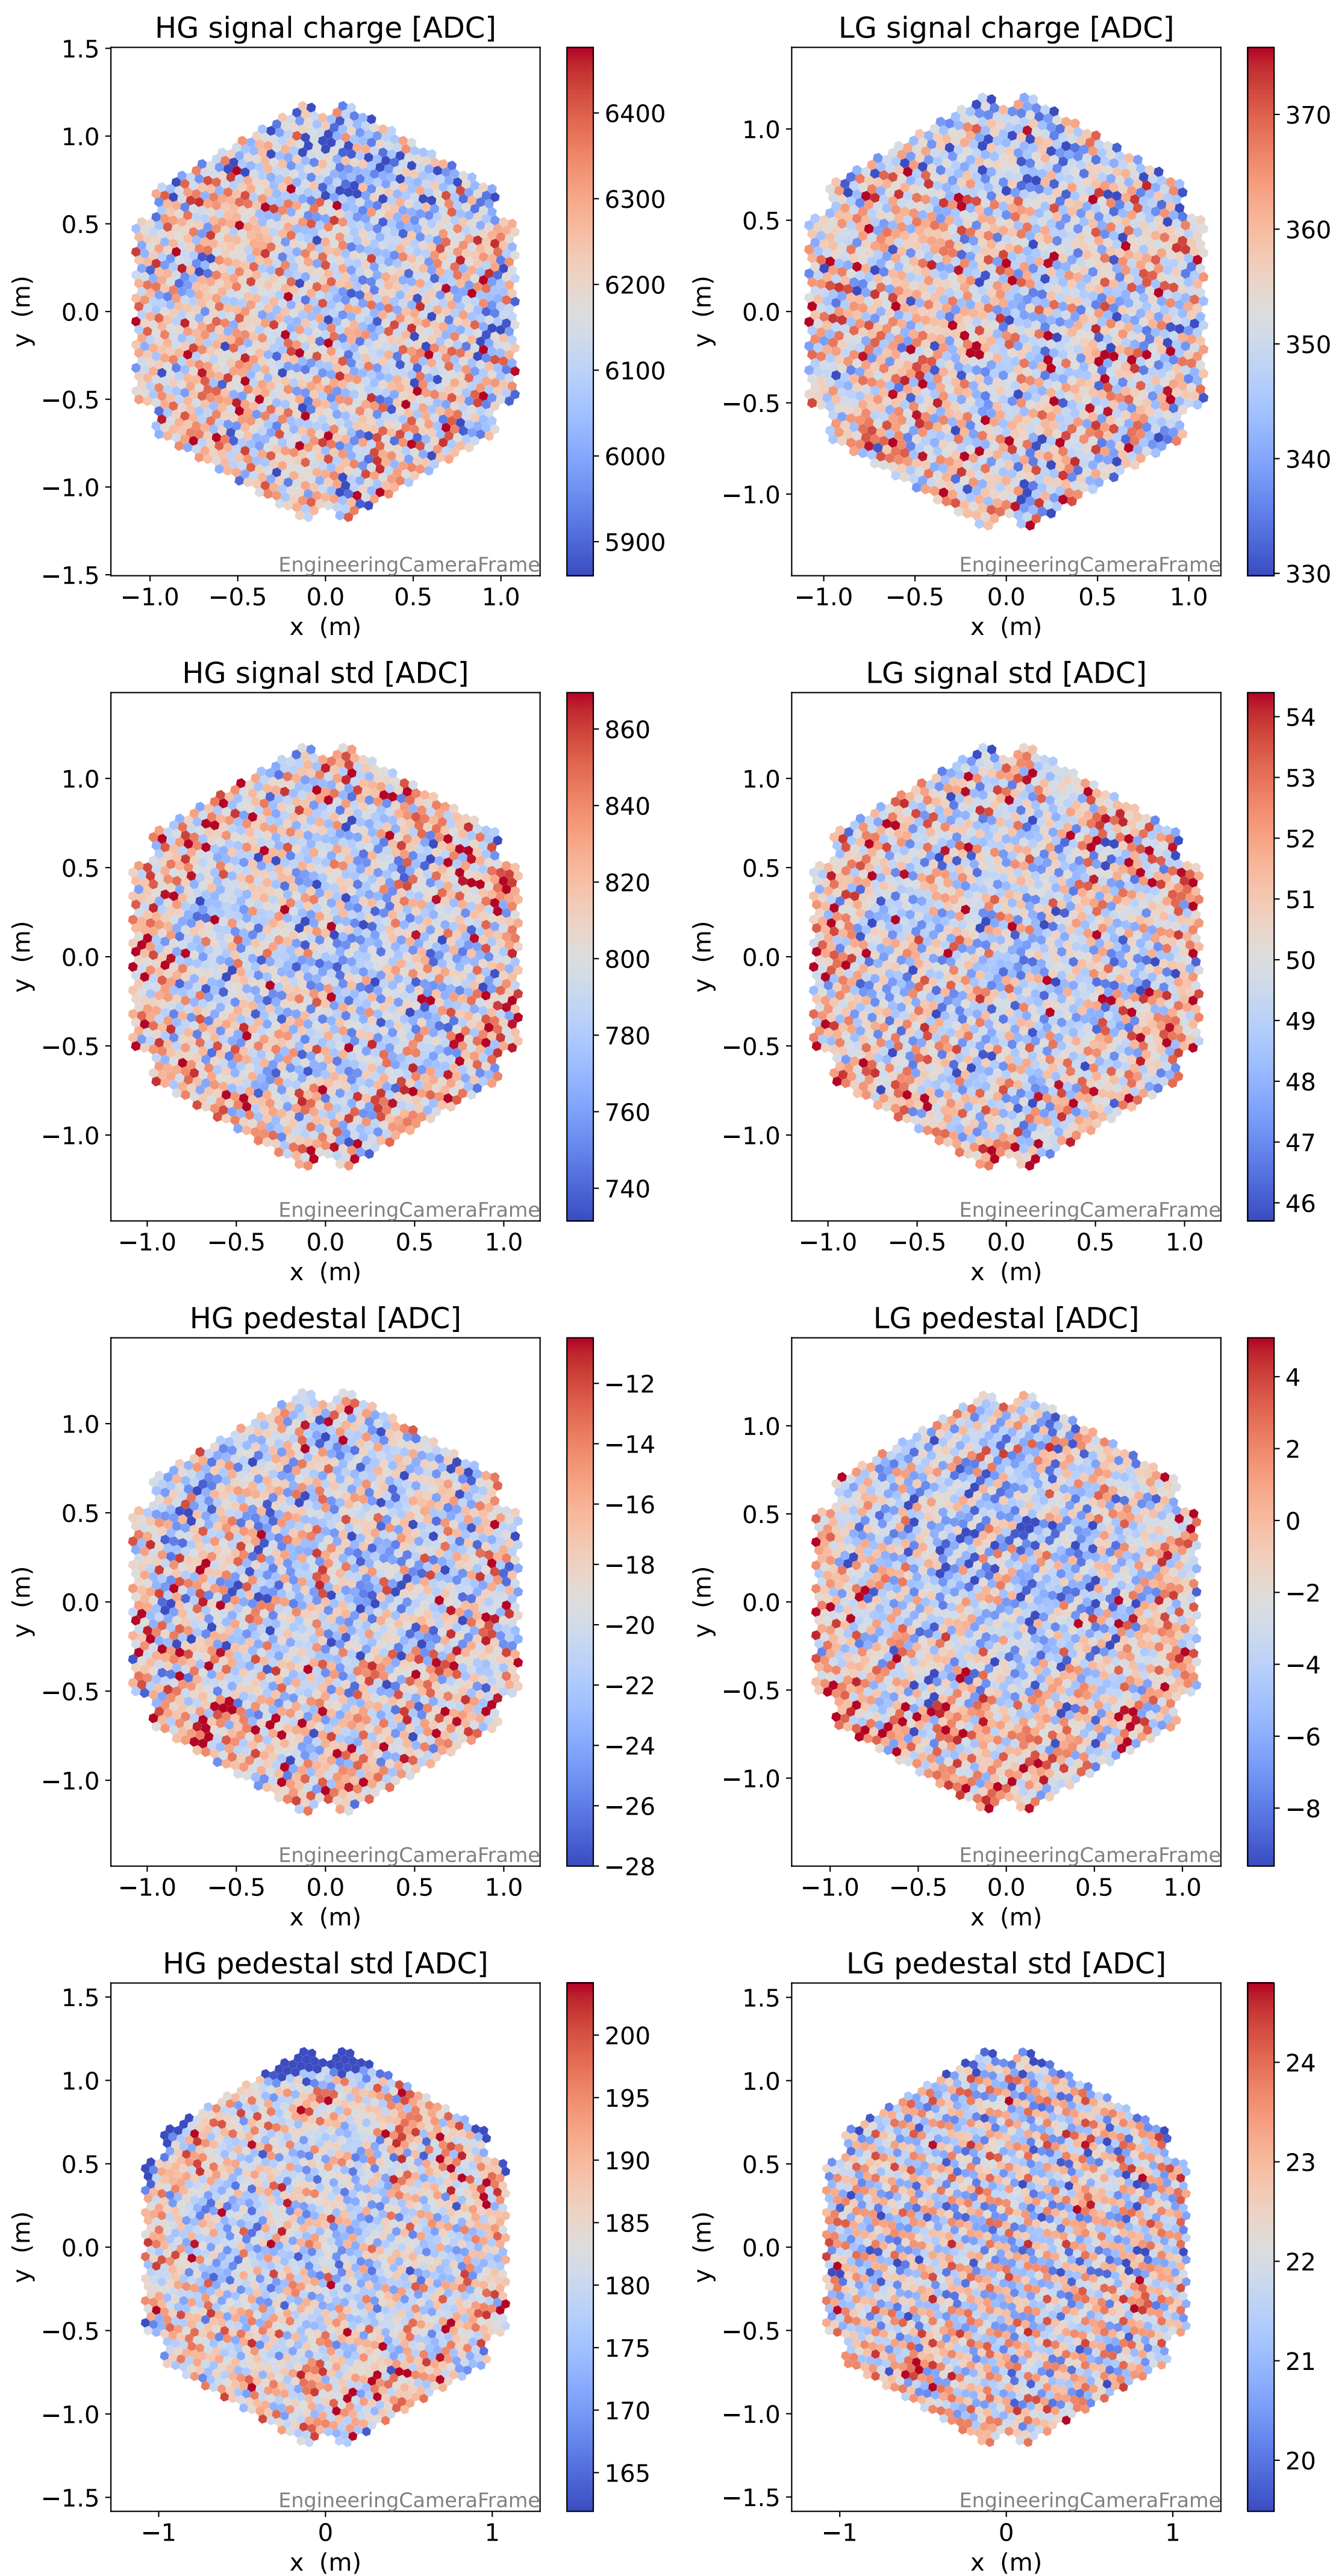 HG signal charge [ADC]
1.5
1.0
0.5
0.0
−0.5
−1.0
−1.5
y (m)
−1.0 −0.5 0.0 0.5 1.0
x (m)
EngineeringCameraFrame
6400
6300
6200
6100
6000
5900
LG signal charge [ADC]
1.0
0.5
0.0
−0.5
−1.0
y (m)
−1.0 −0.5 0.0 0.5 1.0
x (m)
EngineeringCameraFrame
370
360
350
340
330
HG signal std [ADC]
1.0
0.5
0.0
−0.5
−1.0
y (m)
−1.0 −0.5 0.0 0.5 1.0
x (m)
EngineeringCameraFrame
860
840
820
800
780
760
740
LG signal std [ADC]
1.0
0.5
0.0
−0.5
−1.0
y (m)
−1.0 −0.5 0.0 0.5 1.0
x (m)
EngineeringCameraFrame
54
53
52
51
50
49
48
47
46
HG pedestal [ADC]
1.0
0.5
0.0
−0.5
−1.0
y (m)
−1.0 −0.5 0.0 0.5 1.0
x (m)
EngineeringCameraFrame
−12
−14
−16
−18
−20
−22
−24
−26
−28
LG pedestal [ADC]
1.0
0.5
0.0
−0.5
−1.0
y (m)
−1.0 −0.5 0.0 0.5 1.0
x (m)
EngineeringCameraFrame
4
2
0
−2
−4
−6
−8
HG pedestal std [ADC]
1.5
1.0
0.5
0.0
−0.5
−1.0
−1.5
y (m)
−1 0 1
x (m)
EngineeringCameraFrame
200
195
190
185
180
175
170
165
LG pedestal std [ADC]
1.5
1.0
0.5
0.0
−0.5
−1.0
−1.5
y (m)
−1 0 1
x (m)
EngineeringCameraFrame
24
23
22
21
20